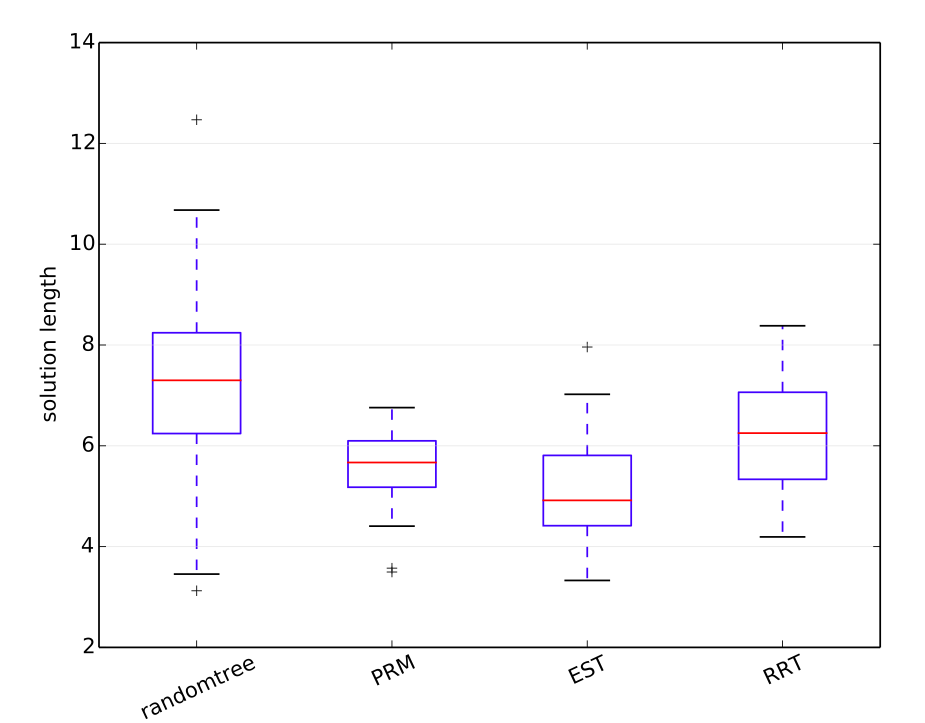 14
12
10
8
6
4
2
solution length
randomtree
PRM
EST
RRT